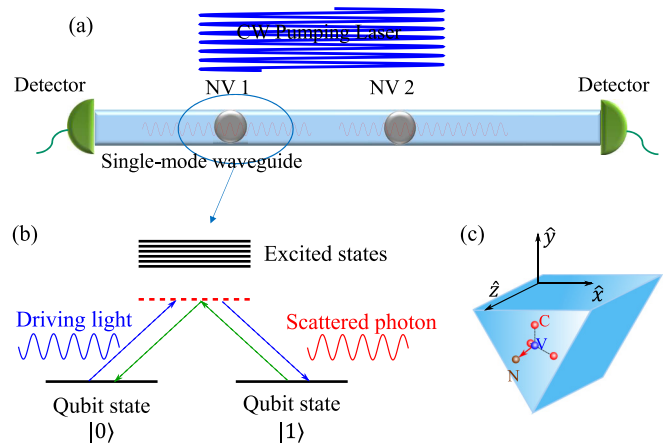 (a)
CW Pumping Laser
Detector
NV 1
NV 2
Detector
Single-mode waveguide
(b)
Excited states
Driving light
Scattered photon
Qubit state
|0⟩
Qubit state
|1⟩
(c)
ŷ
ẑ
x̂
C
V
N